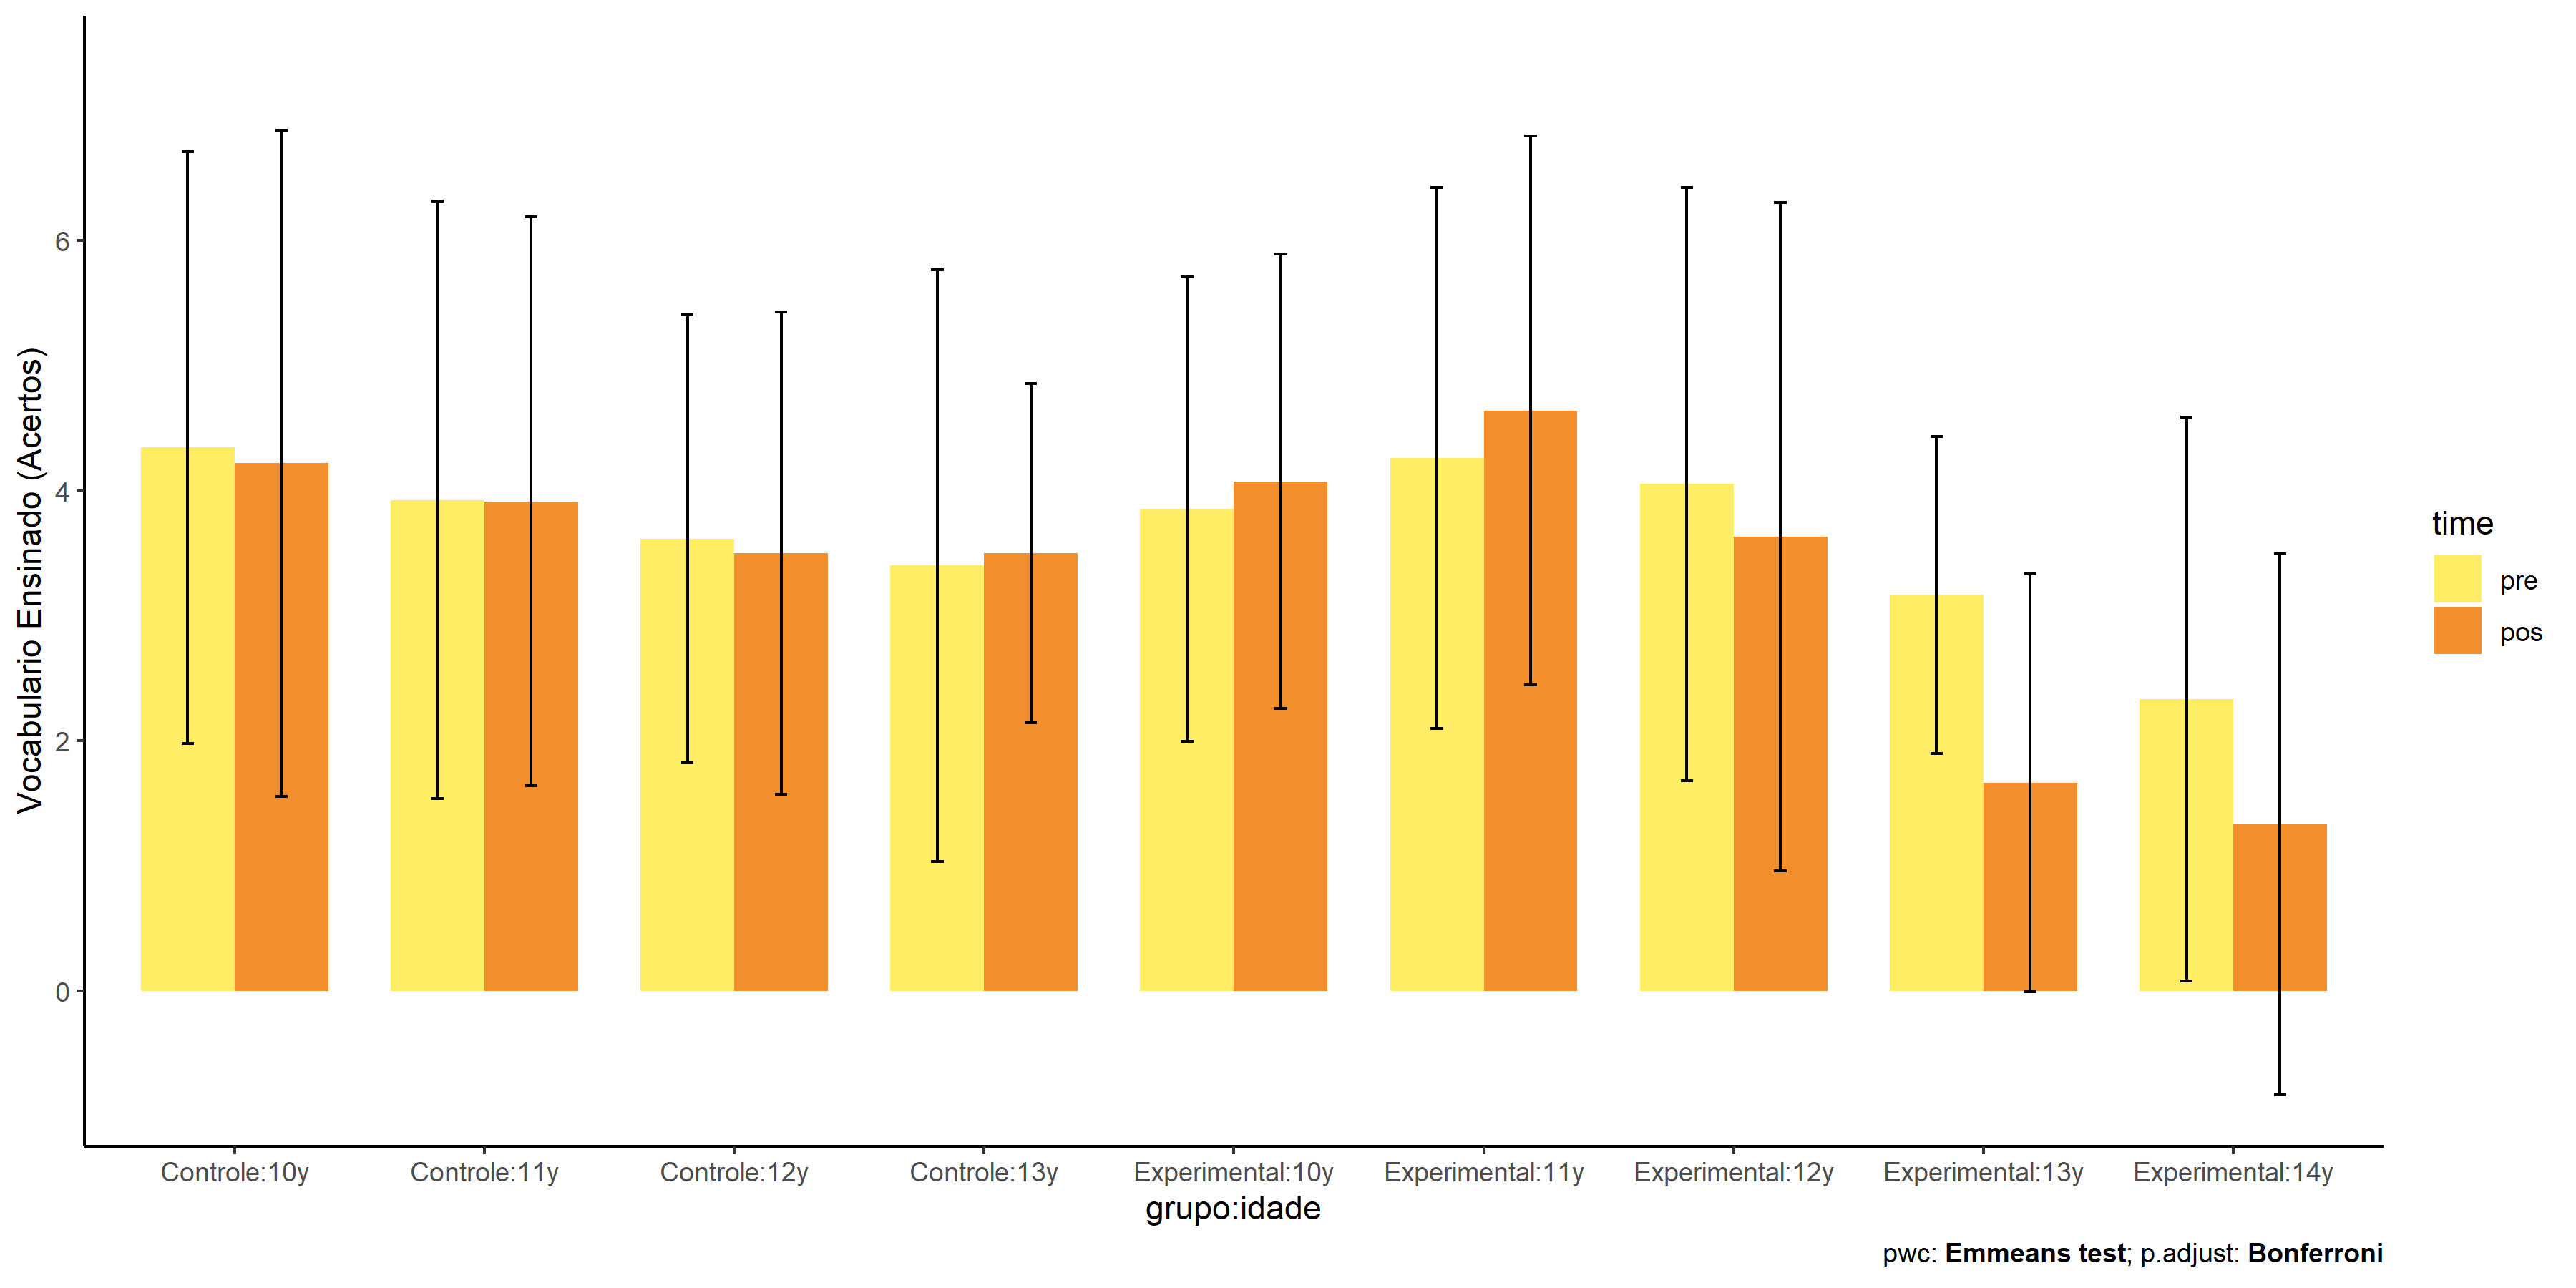 Vocabulario Ensinado (Acertos)
6
4
2
0
Controle:10y
Controle:11y
Controle:12y
Controle:13y
Experimental:10y
Experimental:11y
Experimental:12y
Experimental:13y
Experimental:14y
grupo:idade
time
pre
pos
pwc: Emmeans test; p.adjust: Bonferroni